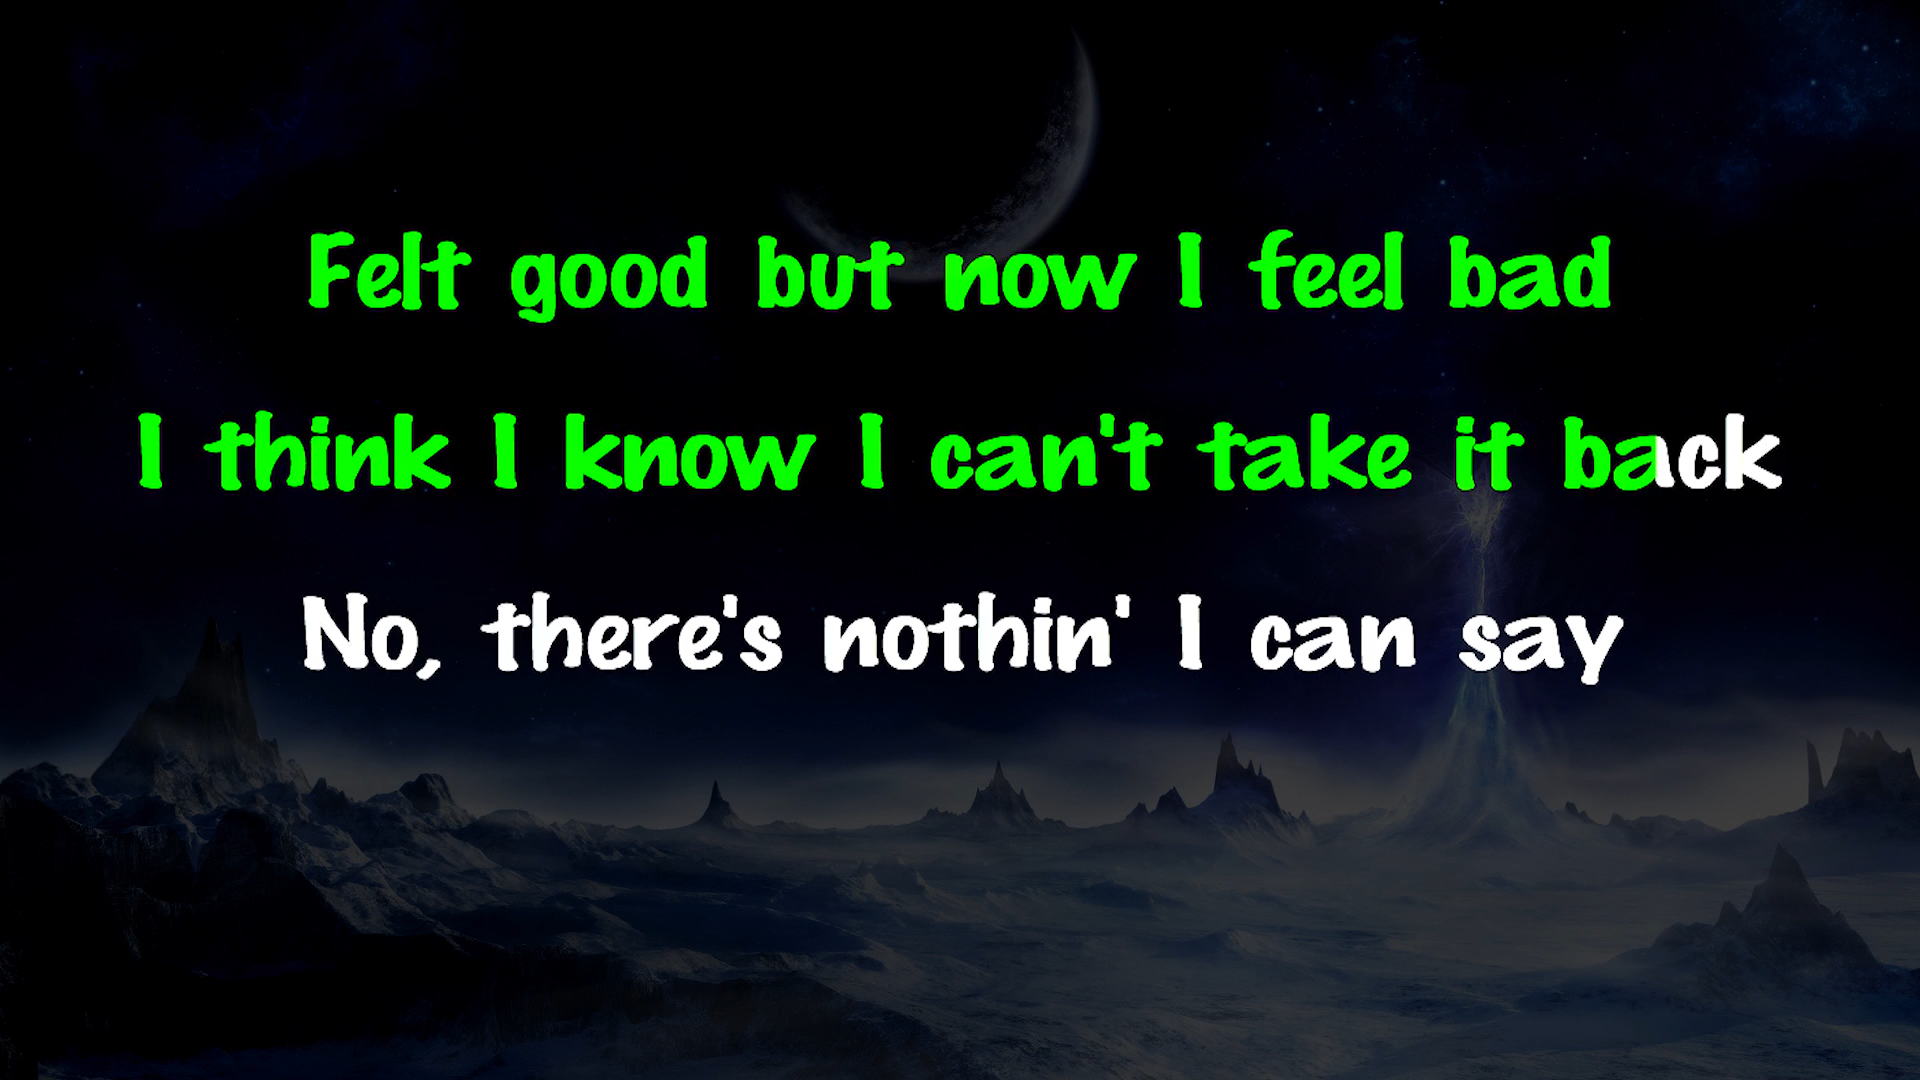 Felt good but now I feel bad
I think I know I can't take it back
No, there's nothin' I can say